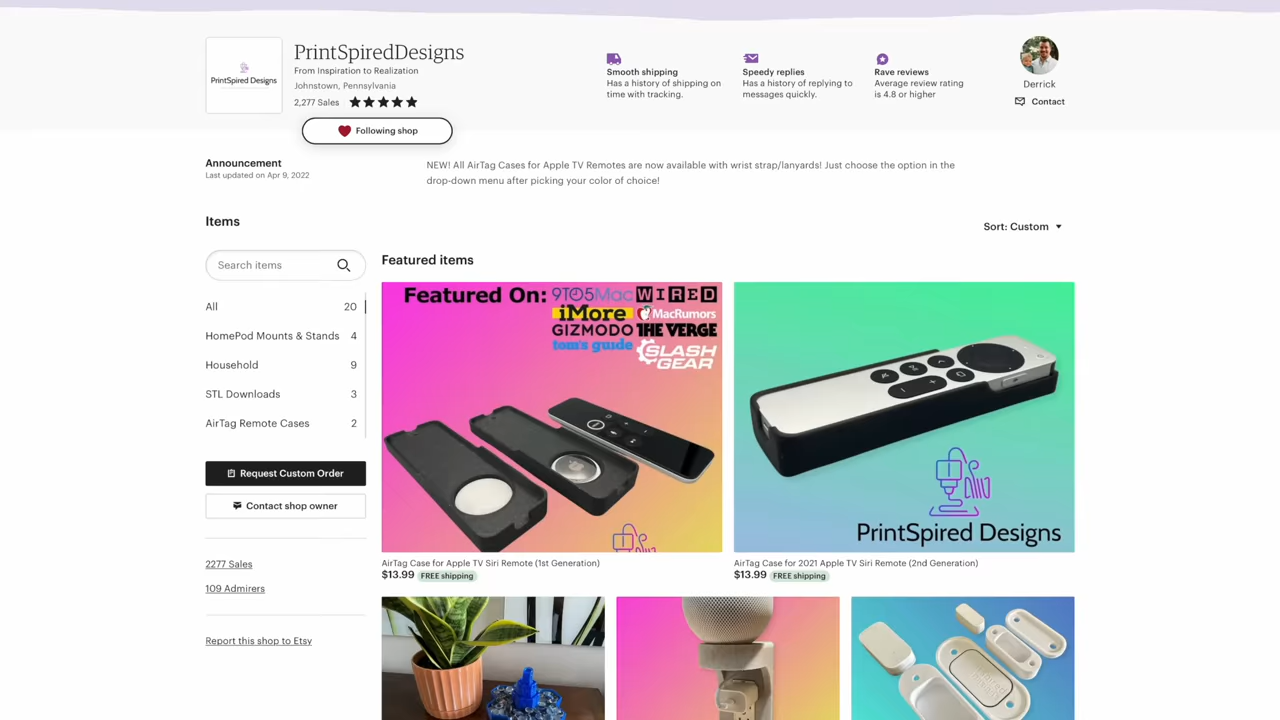 PrintSpired Designs
PrintSpiredDesigns
From Inspiration to Realization
Johnstown, Pennsylvania
2,277 Sales
Following shop
Smooth shipping
Has a history of shipping on
time with tracking.
Speedy replies
Has a history of replying to
messages quickly.
Rave reviews
Average review rating
is 4.8 or higher
Derrick
Contact
Announcement
Last updated on Apr 9, 2022
NEW! All AirTag Cases for Apple TV Remotes are now available with wrist strap/lanyards! Just choose the option in the
drop-down menu after picking your color of choice!
Items
Sort: Custom
Search items
All 20
HomePod Mounts & Stands 4
Household 9
STL Downloads 3
AirTag Remote Cases 2
Request Custom Order
Contact shop owner
2277 Sales
109 Admirers
Report this shop to Etsy
Featured items
Featured On:
9TO5Mac WIRED
iMore MacRumors
GIZMODO THE VERGE
tom's guide SLASH
GEAR
PrintSpired Designs
AirTag Case for Apple TV Siri Remote (1st Generation)
$13.99 FREE shipping
AirTag Case for 2021 Apple TV Siri Remote (2nd Generation)
$13.99 FREE shipping